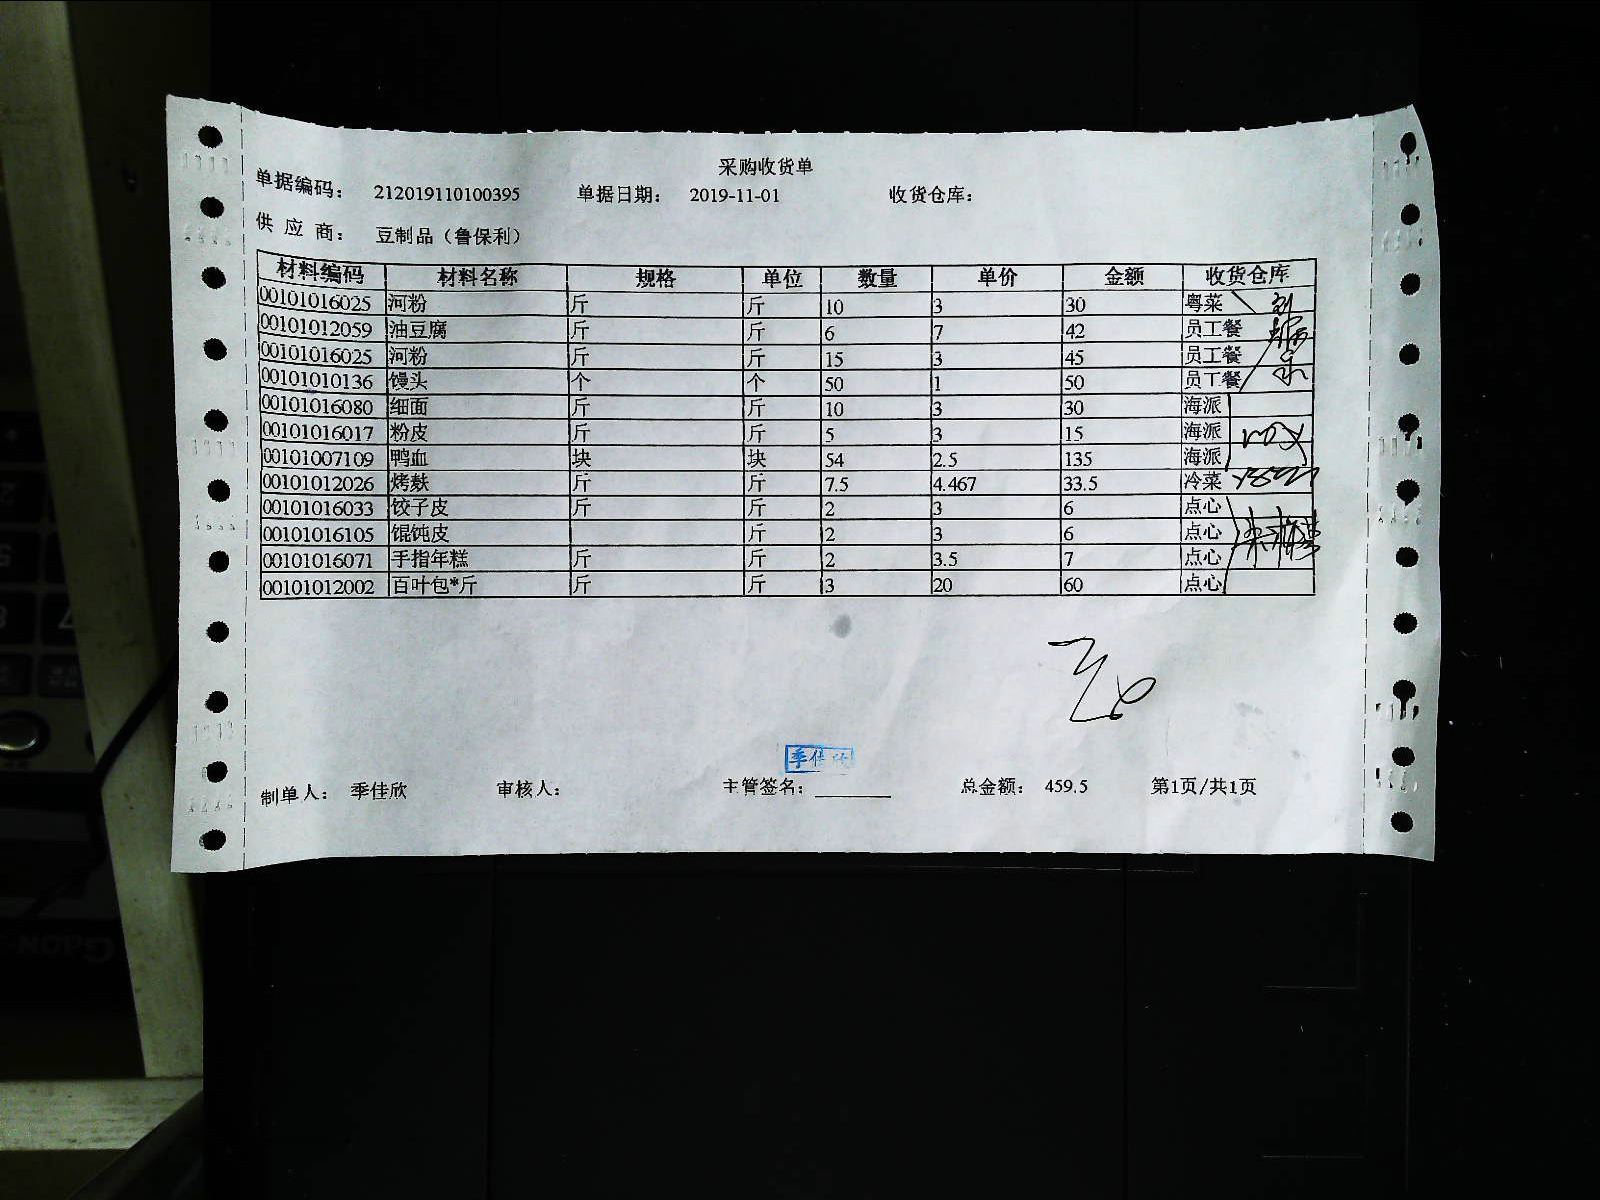 采购收货单
单据编码： 212019110100395 单据日期： 2019-11-01 收货仓库：
供 应 商： 豆制品（鲁保利）
材料编码 材料名称 规格 单位 数量 单价 金额 收货仓库
00101016025 河粉 斤 斤 10 3 30 粤菜
00101012059 油豆腐 斤 斤 6 7 42 员工餐
00101016025 河粉 斤 斤 15 3 45 员工餐
00101010136 馒头 个 个 50 1 50 员工餐
00101016080 细面 斤 斤 10 3 30 海派
00101016017 粉皮 斤 斤 5 3 15 海派
00101007109 鸭血 块 块 54 2.5 135 海派
00101012026 烤麸 斤 斤 7.5 4.467 33.5 冷菜
00101016033 饺子皮 斤 斤 2 3 6 点心
00101016105 馄饨皮 斤 2 3 6 点心
00101016071 手指年糕 斤 斤 2 3.5 7 点心
00101012002 百叶包*斤 斤 斤 3 20 60 点心
季佳欣
制单人： 季佳欣 审核人： 主管签名： 总金额： 459.5 第1页/共1页